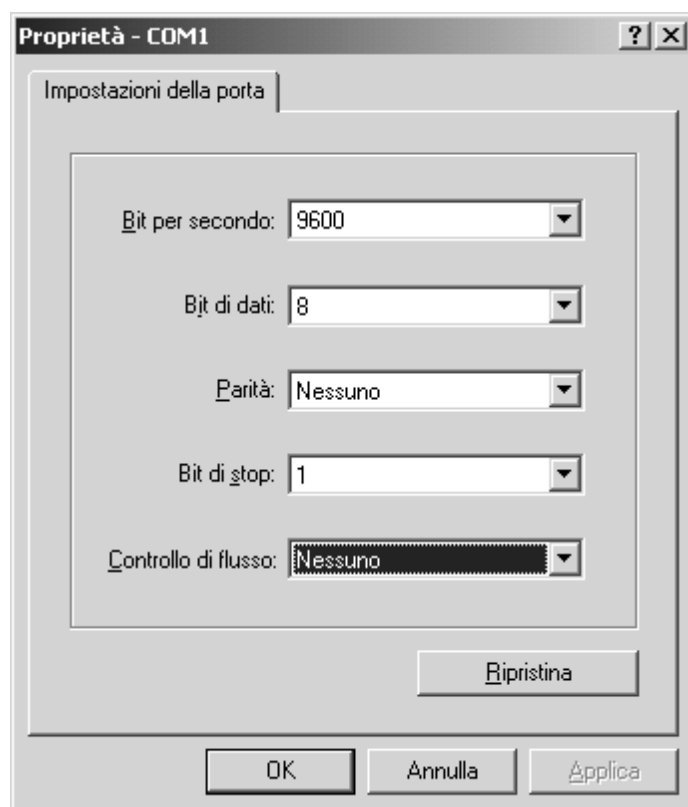 Proprietà - COM1
Impostazioni della porta
Bit per secondo: 9600
Bit di dati: 8
Parità: Nessuno
Bit di stop: 1
Controllo di flusso: Nessuno
Ripristina
OK Annulla Applica